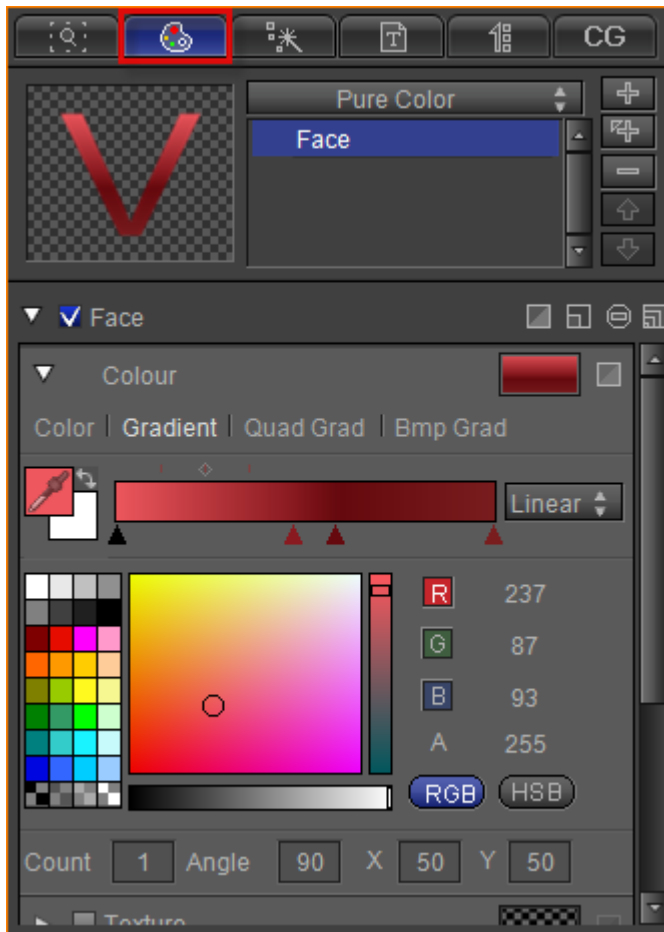 CG
Pure Color
Face
Face
Colour
Color | Gradient | Quad Grad | Bmp Grad
Linear
R 237
G 87
B 93
A 255
RGB HSB
Count 1 Angle 90 X 50 Y 50
Texture